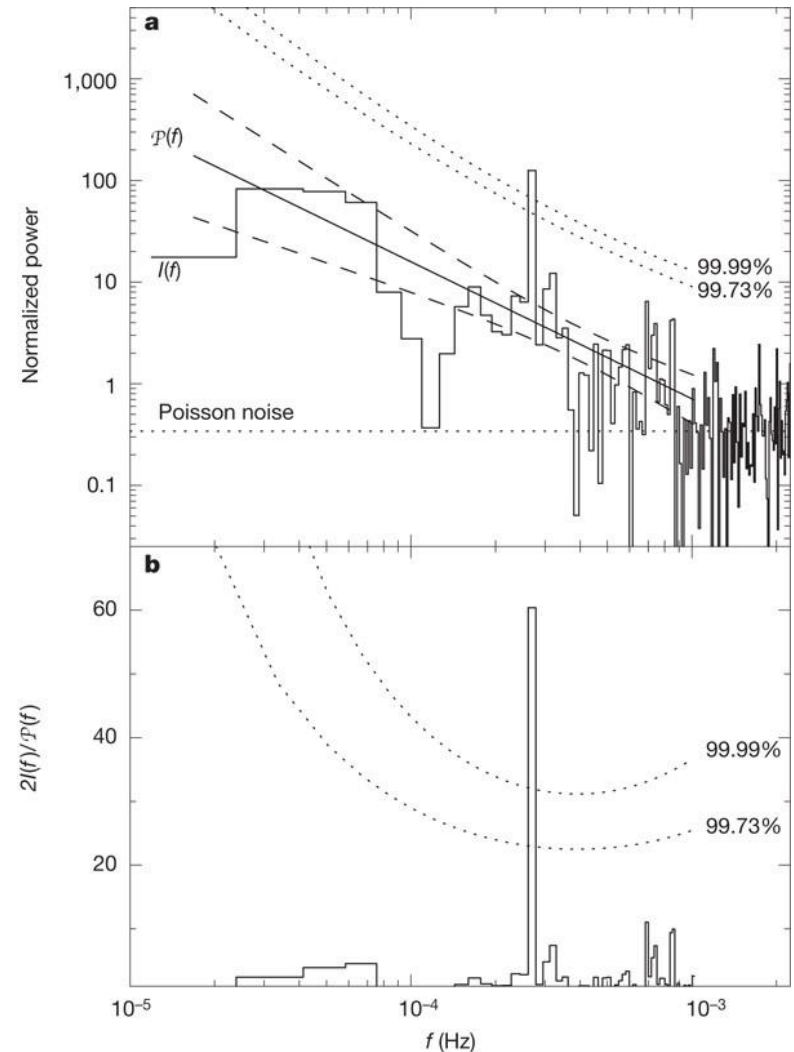 a
1,000
100
10
1
0.1
Normalized power
𝒫(f)
I(f)
99.99%
99.73%
Poisson noise
b
60
40
20
2I(f)/𝒫(f)
99.99%
99.73%
10⁻⁵
10⁻⁴
10⁻³
f (Hz)